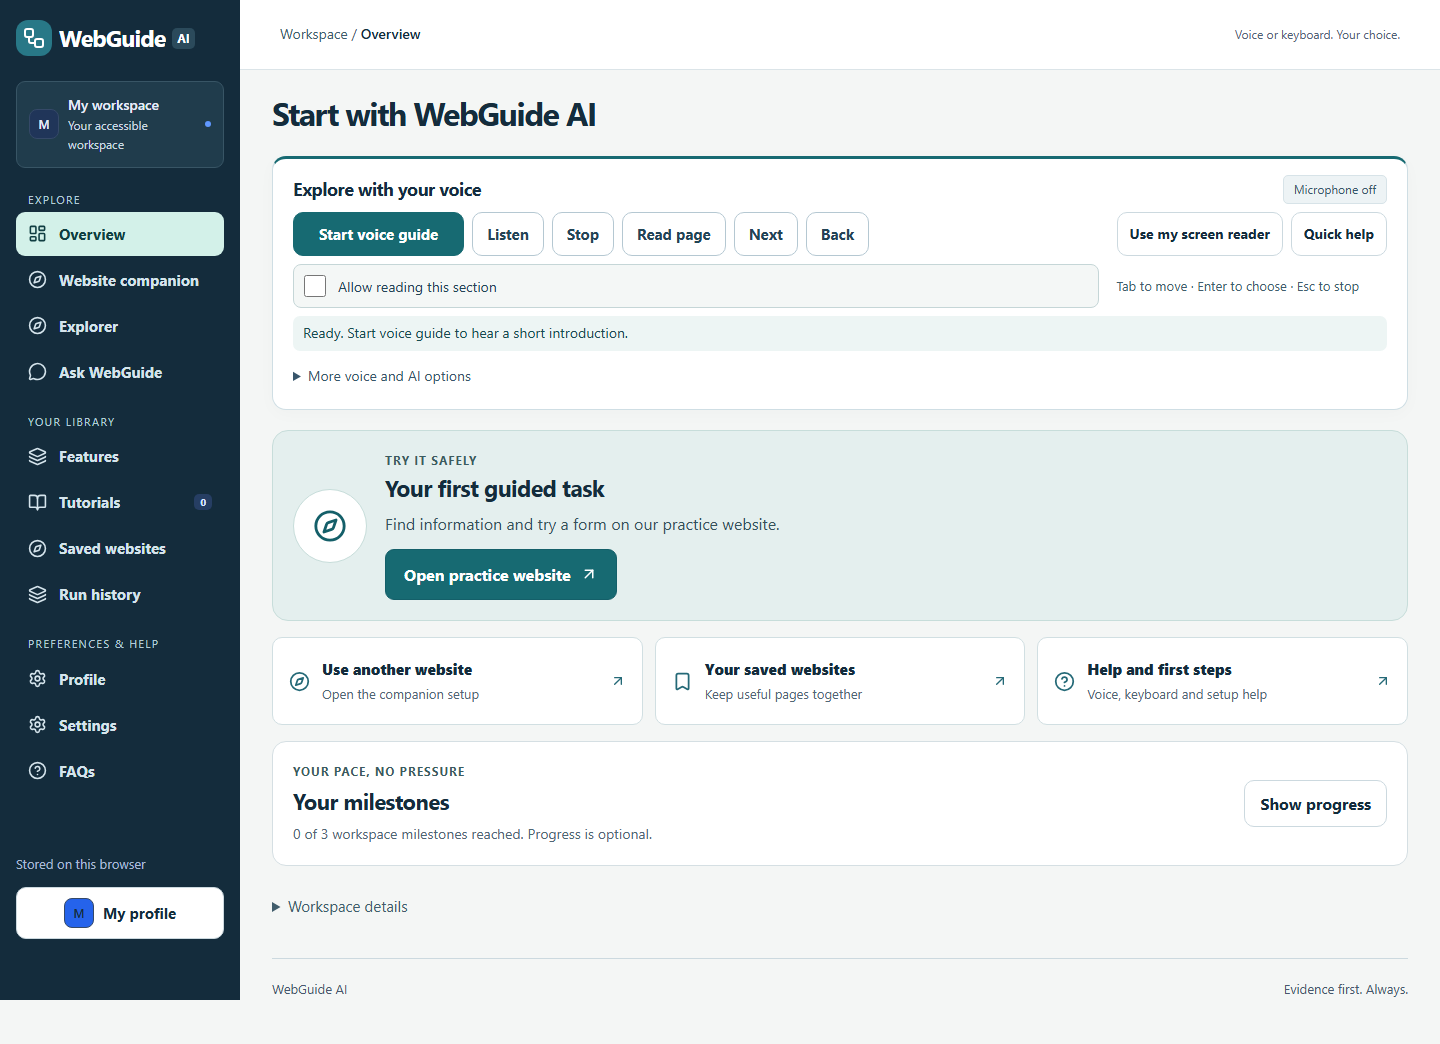 WebGuide AI
M
My workspace
Your accessible
workspace
EXPLORE
Overview
Website companion
Explorer
Ask WebGuide
YOUR LIBRARY
Features
Tutorials 0
Saved websites
Run history
PREFERENCES & HELP
Profile
Settings
FAQs
Stored on this browser
M My profile
Workspace / Overview
Voice or keyboard. Your choice.
Start with WebGuide AI
Explore with your voice
Microphone off
Start voice guide Listen Stop Read page Next Back Use my screen reader Quick help
Allow reading this section
Tab to move · Enter to choose · Esc to stop
Ready. Start voice guide to hear a short introduction.
More voice and AI options
TRY IT SAFELY
Your first guided task
Find information and try a form on our practice website.
Open practice website
Use another website
Open the companion setup
Your saved websites
Keep useful pages together
Help and first steps
Voice, keyboard and setup help
YOUR PACE, NO PRESSURE
Your milestones
0 of 3 workspace milestones reached. Progress is optional.
Show progress
Workspace details
WebGuide AI
Evidence first. Always.